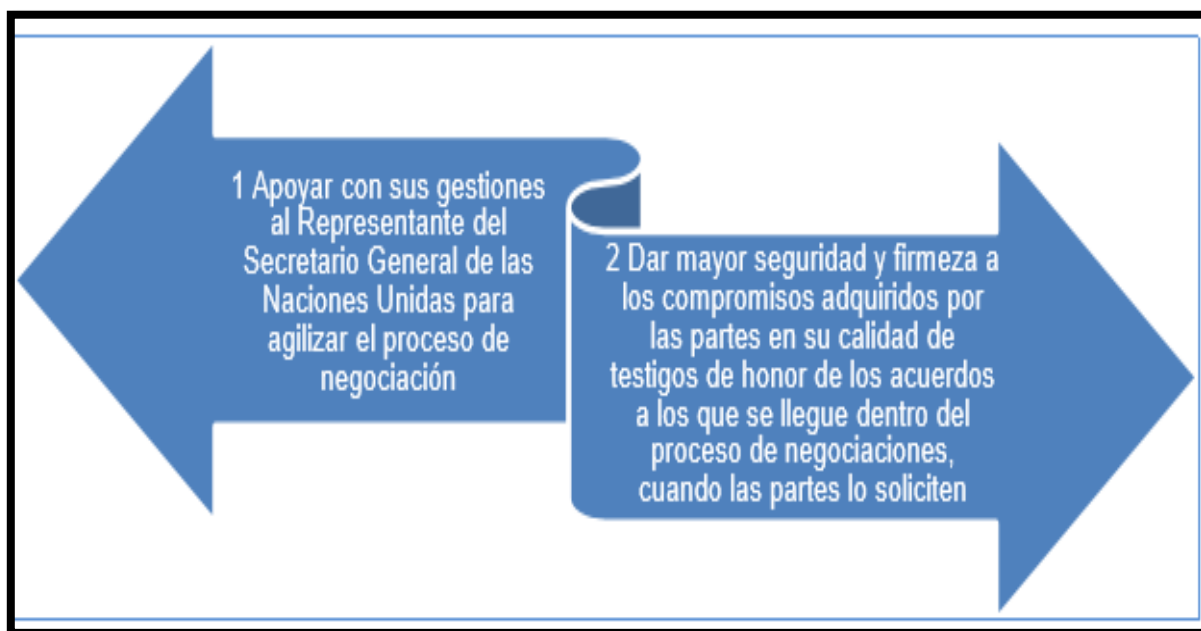 1 Apoyar con sus gestiones
al Representante del
Secretario General de las
Naciones Unidas para
agilizar el proceso de
negociación
2 Dar mayor seguridad y firmeza a
los compromisos adquiridos por
las partes en su calidad de
testigos de honor de los acuerdos
a los que se llegue dentro del
proceso de negociaciones,
cuando las partes lo soliciten